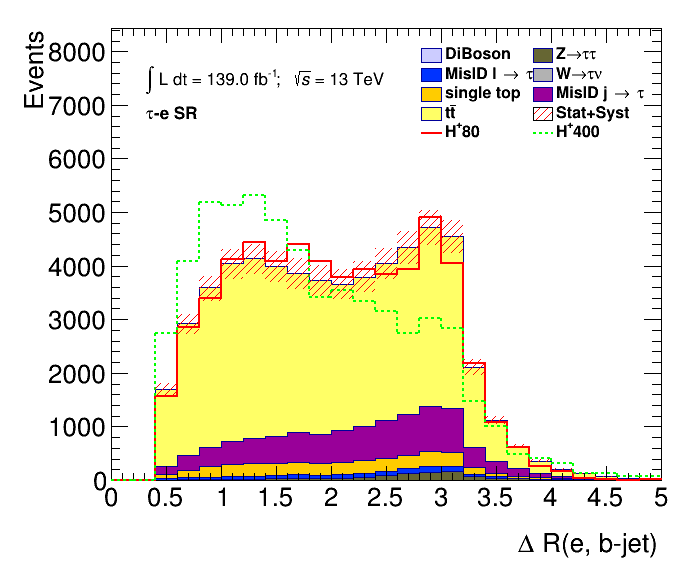 Events
8000
7000
6000
5000
4000
3000
2000
1000
0
∫ L dt = 139.0 fb⁻¹; √s = 13 TeV
τ-e SR
DiBoson Z→ττ
MisID l → τ W→τν
single top MisID j → τ
tt̄ Stat+Syst
H⁺80 H⁺400
0 0.5 1 1.5 2 2.5 3 3.5 4 4.5 5
Δ R(e, b-jet)